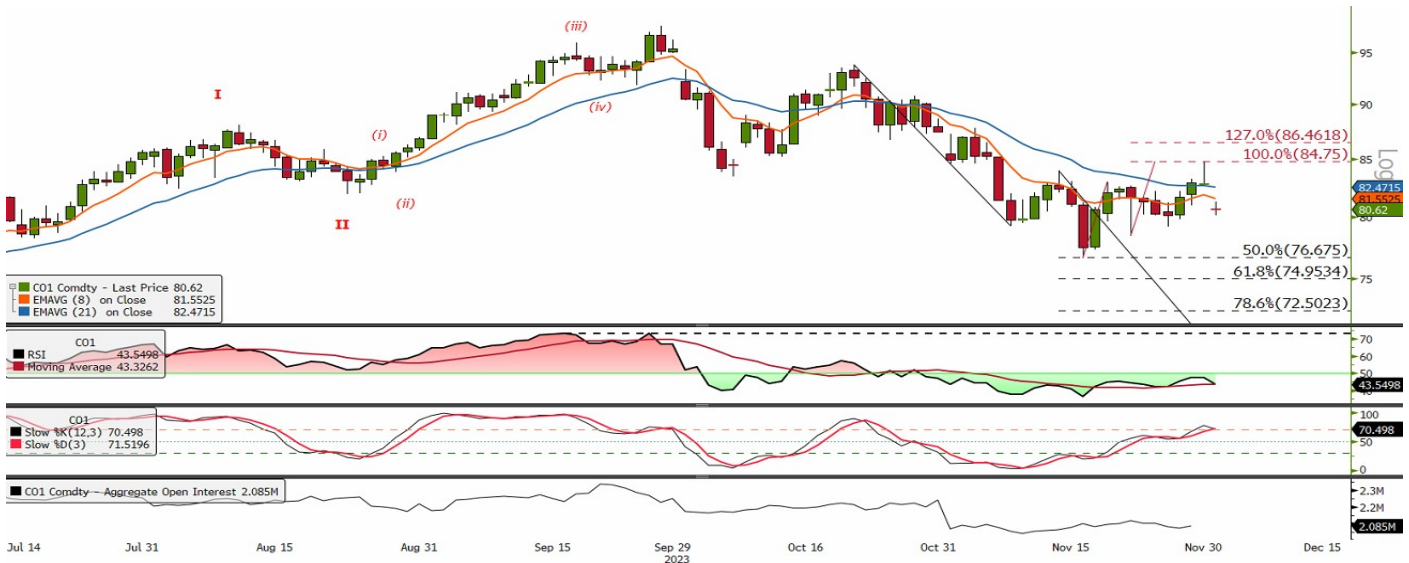 (iii)
I
(iv)
(i)
(ii)
II
127.0%(86.4618)
100.0%(84.75)
50.0%(76.675)
61.8%(74.9534)
78.6%(72.5023)
95
90
85
Log
82.4715
81.5525
80.62
80
75
CO1 Comdty - Last Price 80.62
EMAVG (8) on Close 81.5525
EMAVG (21) on Close 82.4715
CO1
RSI 43.5498
Moving Average 43.3262
70
60
50
43.5498
40
CO1
Slow %K(12,3) 70.498
Slow %D(3) 71.5196
100
70.498
50
0
CO1 Comdty - Aggregate Open Interest 2.085M
2.3M
2.2M
2.085M
Jul 14 Jul 31 Aug 15 Aug 31 Sep 15 Sep 29 Oct 16 Oct 31 Nov 15 Nov 30 Dec 15
2023